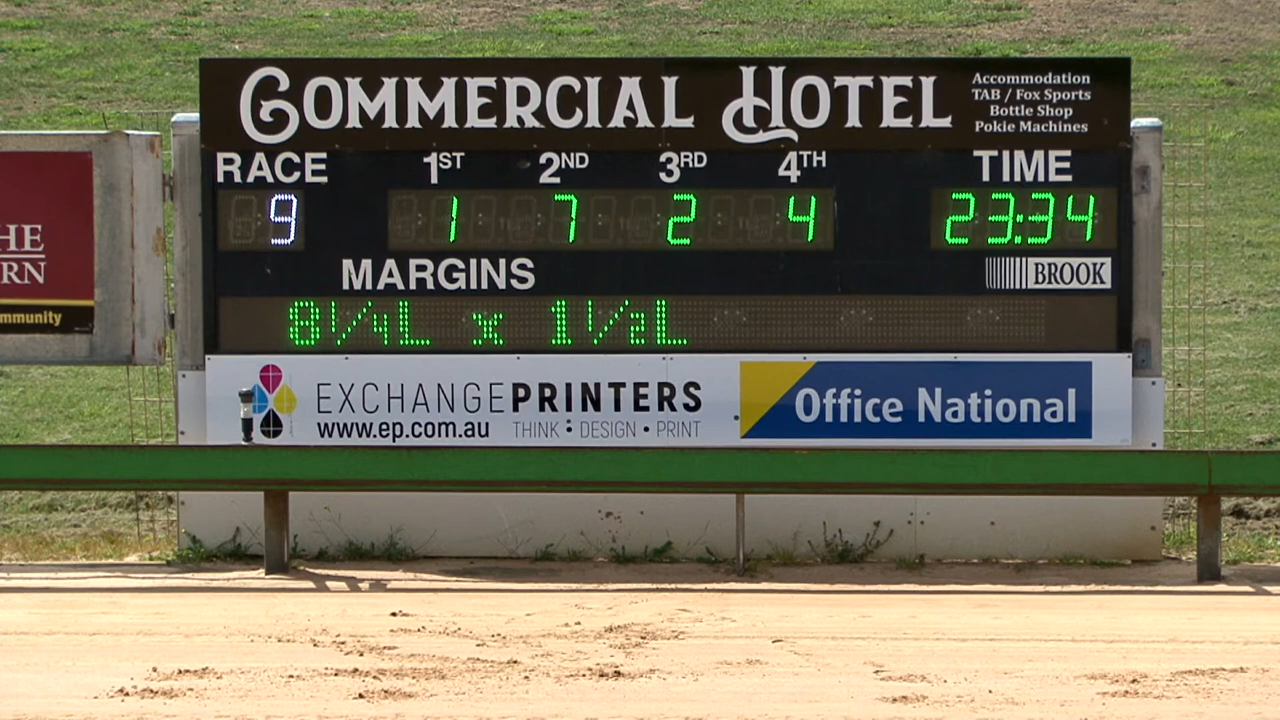 COMMERCIAL HOTEL
Accommodation
TAB / Fox Sports
Bottle Shop
Pokie Machines
RACE 1ST 2ND 3RD 4TH TIME
9 1 7 2 4 23:34
MARGINS
BROOK
8¼L x 1½L
HE
RN
mmunity
EXCHANGEPRINTERS
www.ep.com.au THINK • DESIGN • PRINT
Office National